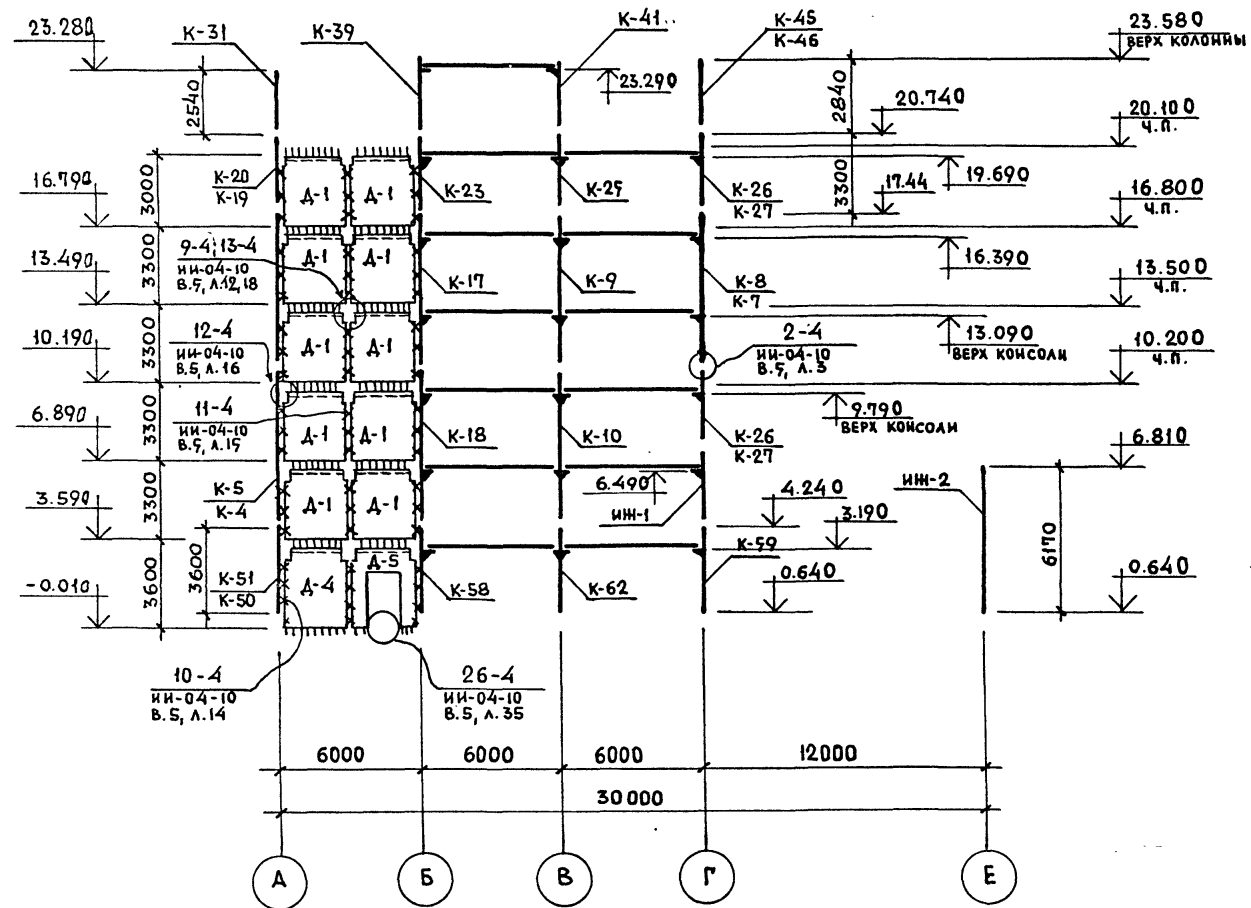 23.280
К-31
К-39
К-41
К-45
К-46
23.580
ВЕРХ КОЛОННЫ
23.290
2540
2840
20.740
20.100
Ч.П.
3000
К-20
К-19
Д-1
Д-1
К-23
К-25
К-26
К-27
3300
17.44
19.690
16.790
16.800
Ч.П.
9-4; 13-4
ИИ-04-10
В.5, Л.12,18
3300
Д-1
Д-1
К-17
К-9
К-8
К-7
16.390
13.490
13.500
Ч.П.
12-4
ИИ-04-10
В.5, Л.16
3300
Д-1
Д-1
2-4
ИИ-04-10
В.5, Л.3
13.090
ВЕРХ КОНСОЛИ
10.190
10.200
Ч.П.
11-4
ИИ-04-10
В.5, Л.15
3300
Д-1
Д-1
К-18
К-10
К-26
К-27
9.790
ВЕРХ КОНСОЛИ
6.890
6.810
К-5
К-4
3300
Д-1
Д-1
6.490
ИЖ-1
4.240
3.190
ИЖ-2
3.590
3600
3600
К-51
К-50
Д-4
Д-5
К-58
К-62
К-59
0.640
6170
0.640
-0.010
10-4
ИИ-04-10
В.5, Л.14
26-4
ИИ-04-10
В.5, Л.35
6000
6000
6000
12000
30000
А
Б
В
Г
Е